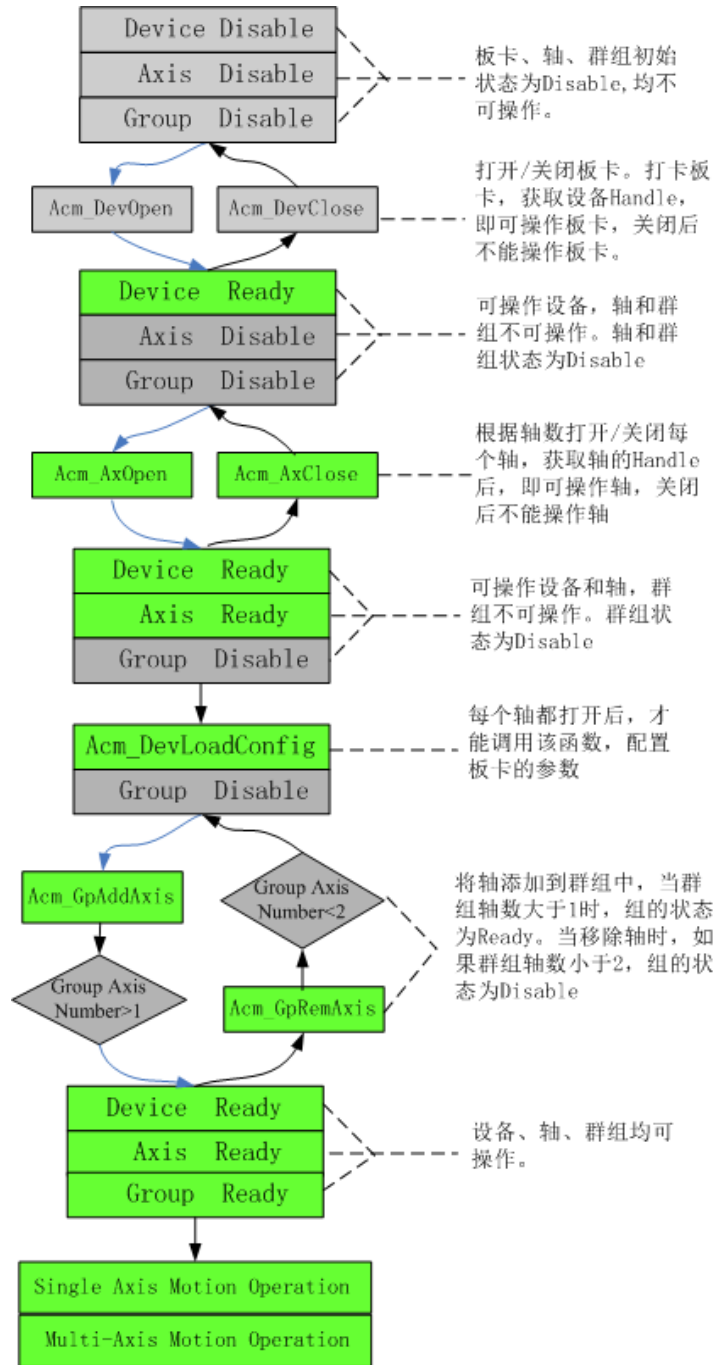 Device Disable
Axis Disable
Group Disable
板卡、轴、群组初始
状态为Disable,均不
可操作。
Acm_DevOpen
Acm_DevClose
打开/关闭板卡。打卡板
卡，获取设备Handle，
即可操作板卡，关闭后
不能操作板卡。
Device Ready
Axis Disable
Group Disable
可操作设备，轴和群
组不可操作。轴和群
组状态为Disable
Acm_AxOpen
Acm_AxClose
根据轴数打开/关闭每
个轴，获取轴的Handle
后，即可操作轴，关闭
后不能操作轴
Device Ready
Axis Ready
Group Disable
可操作设备和轴，群
组不可操作。群组状
态为Disable
Acm_DevLoadConfig
Group Disable
每个轴都打开后，才
能调用该函数，配置
板卡的参数
Acm_GpAddAxis
Group Axis
Number>1
Group Axis
Number<2
Acm_GpRemAxis
将轴添加到群组中，当群
组轴数大于1时，组的状态
为Ready。当移除轴时，如
果群组轴数小于2，组的状
态为Disable
Device Ready
Axis Ready
Group Ready
设备、轴、群组均可
操作。
Single Axis Motion Operation
Multi-Axis Motion Operation